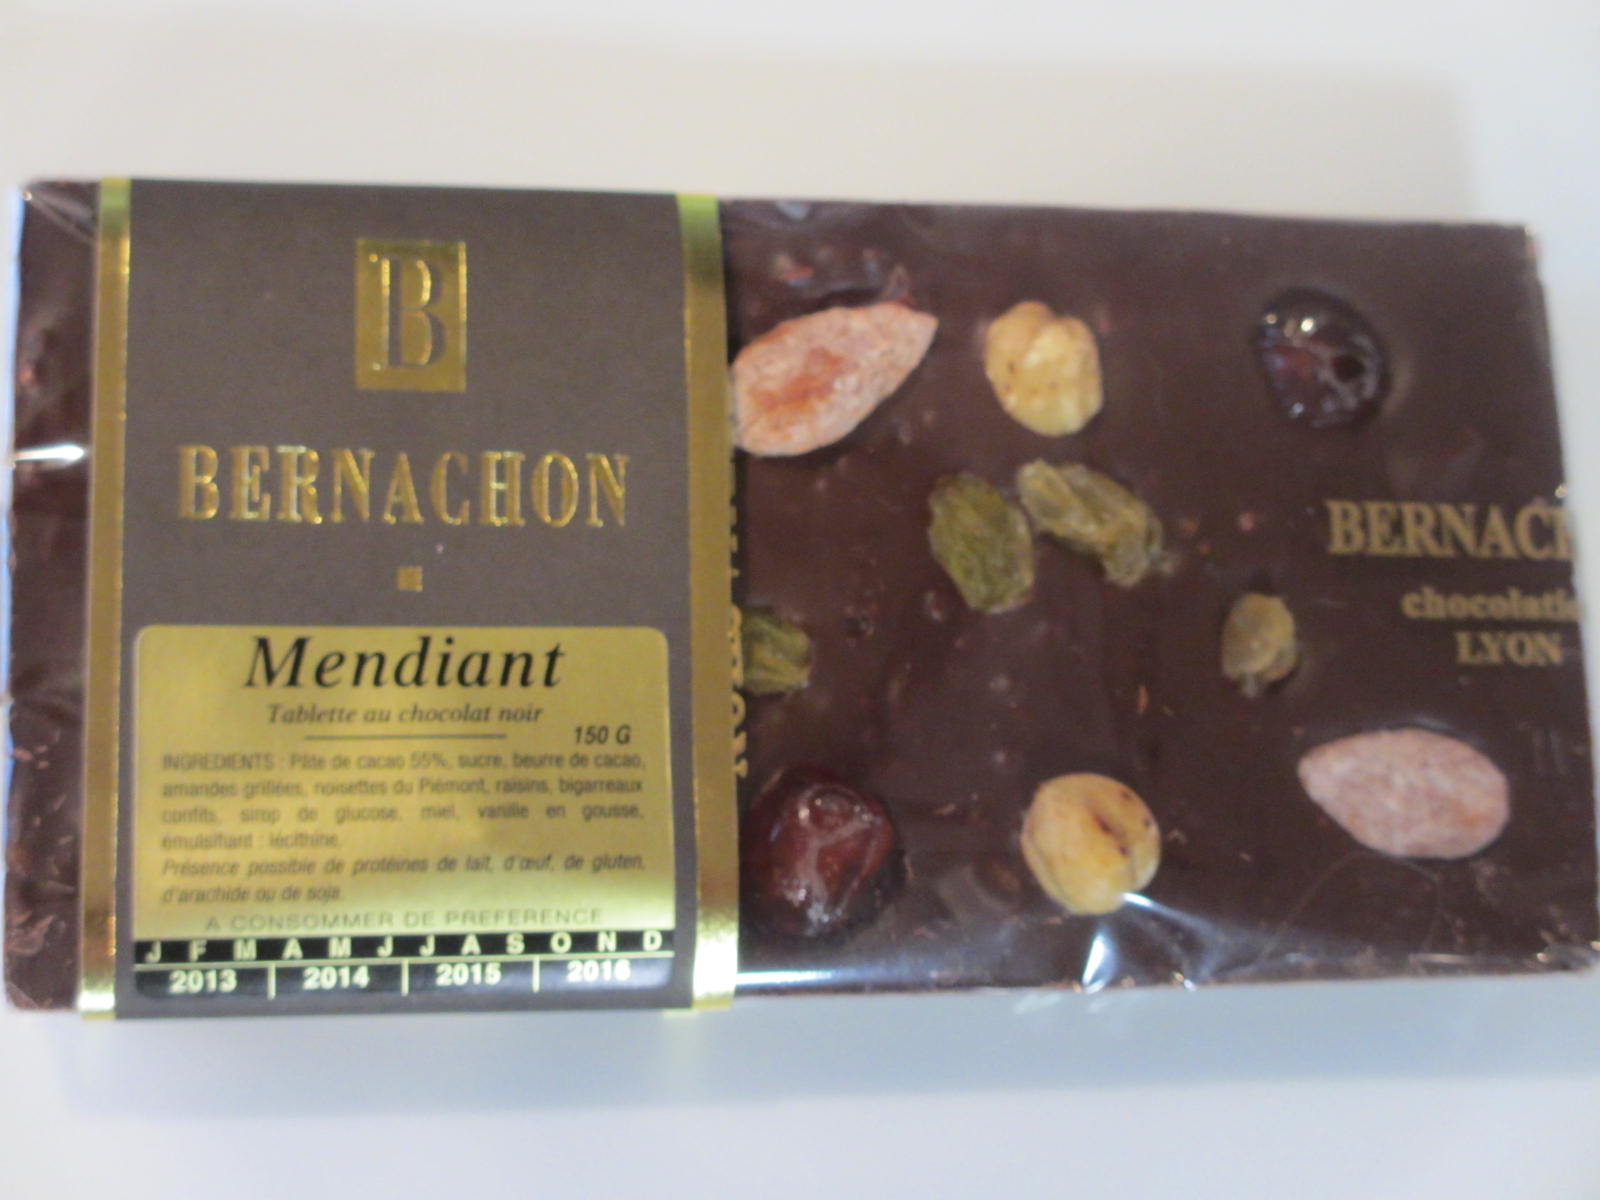 B
BERNACHON
Mendiant
Tablette au chocolat noir
150 G
INGREDIENTS : Pâte de cacao 55%, sucre, beurre de cacao,
amandes grillées, noisettes du Piémont, raisins, bigarreaux
confits, sirop de glucose, miel, vanille en gousse,
émulsifiant : lécithine.
Présence possible de protéines de lait, d'œuf, de gluten,
d'arachide ou de soja.
A CONSOMMER DE PREFERENCE
J F M A M J J A S O N D
2013 2014 2015 2016
BERNACH
chocolatie
LYON